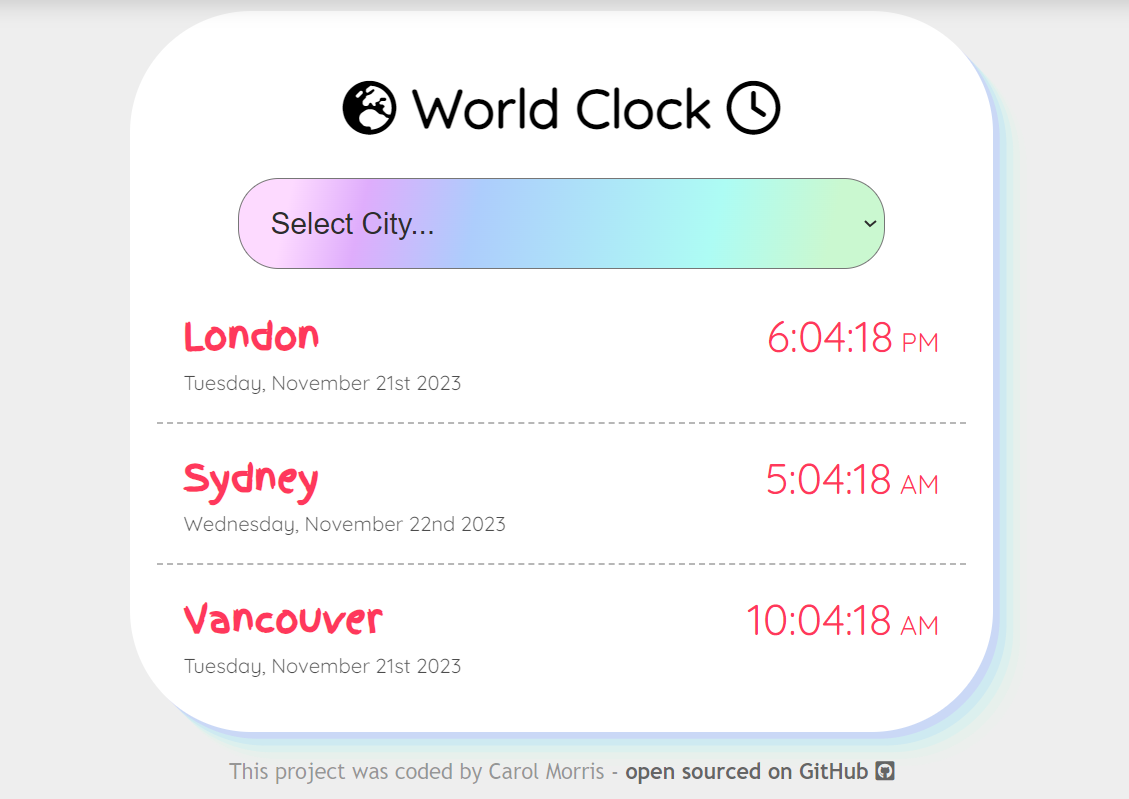 World Clock
Select City...
London 6:04:18 PM
Tuesday, November 21st 2023
Sydney 5:04:18 AM
Wednesday, November 22nd 2023
Vancouver 10:04:18 AM
Tuesday, November 21st 2023
This project was coded by Carol Morris - open sourced on GitHub